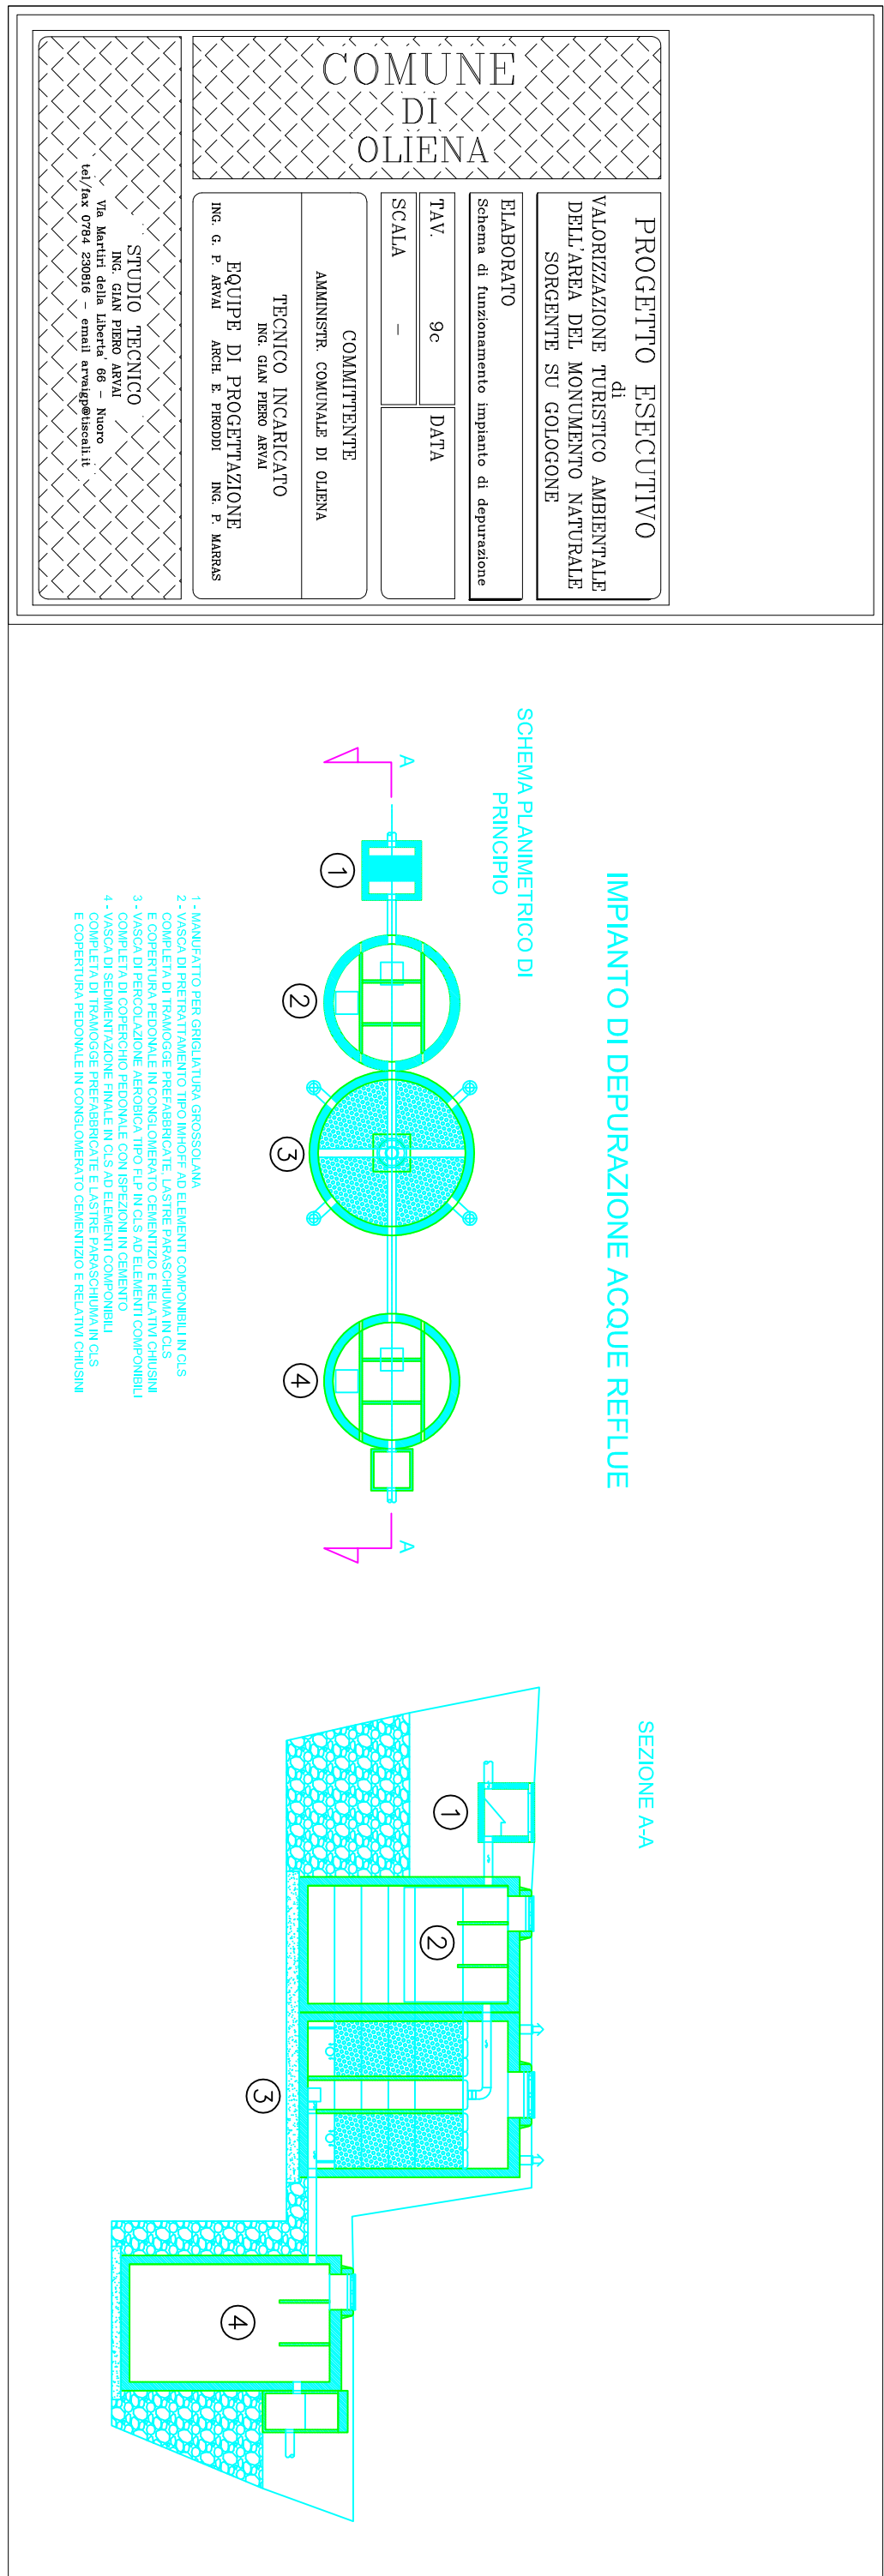 COMUNE
DI
OLIENA
PROGETTO ESECUTIVO
di
VALORIZZAZIONE TURISTICO AMBIENTALE
DELL'AREA DEL MONUMENTO NATURALE
SORGENTE SU GOLOGONE
ELABORATO
Schema di funzionamento impianto di depurazione
TAV. 9c
SCALA –
DATA
COMMITTENTE
AMMINISTR. COMUNALE DI OLIENA
TECNICO INCARICATO
ING. GIAN PIERO ARVAI
EQUIPE DI PROGETTAZIONE
ING. G. P. ARVAI ARCH. E. PIRODDI ING. P. MARRAS
STUDIO TECNICO
ING. GIAN PIERO ARVAI
Via Martiri della Liberta' 66 – Nuoro
tel/fax 0784 230816 – email arvaigp@tiscali.it
IMPIANTO DI DEPURAZIONE ACQUE REFLUE
SCHEMA PLANIMETRICO DI
PRINCIPIO
A
A
1
2
3
4
1 - MANUFATTO PER GRIGLIATURA GROSSOLANA
2 - VASCA DI PRETRATTAMENTO TIPO IMHOFF AD ELEMENTI COMPONIBILI IN CLS
COMPLETA DI TRAMOGGE PREFABBRICATE, LASTRE PARASCHIUMA IN CLS
E COPERTURA PEDONALE IN CONGLOMERATO CEMENTIZIO E RELATIVI CHIUSINI
3 - VASCA DI PERCOLAZIONE AEROBICA TIPO FLP IN CLS AD ELEMENTI COMPONIBILI
COMPLETA DI COPERCHIO PEDONALE CON ISPEZIONI IN CEMENTO
4 - VASCA DI SEDIMENTAZIONE FINALE IN CLS AD ELEMENTI COMPONIBILI
COMPLETA DI TRAMOGGE PREFABBRICATE E LASTRE PARASCHIUMA IN CLS
E COPERTURA PEDONALE IN CONGLOMERATO CEMENTIZIO E RELATIVI CHIUSINI
SEZIONE A-A
1
2
3
4